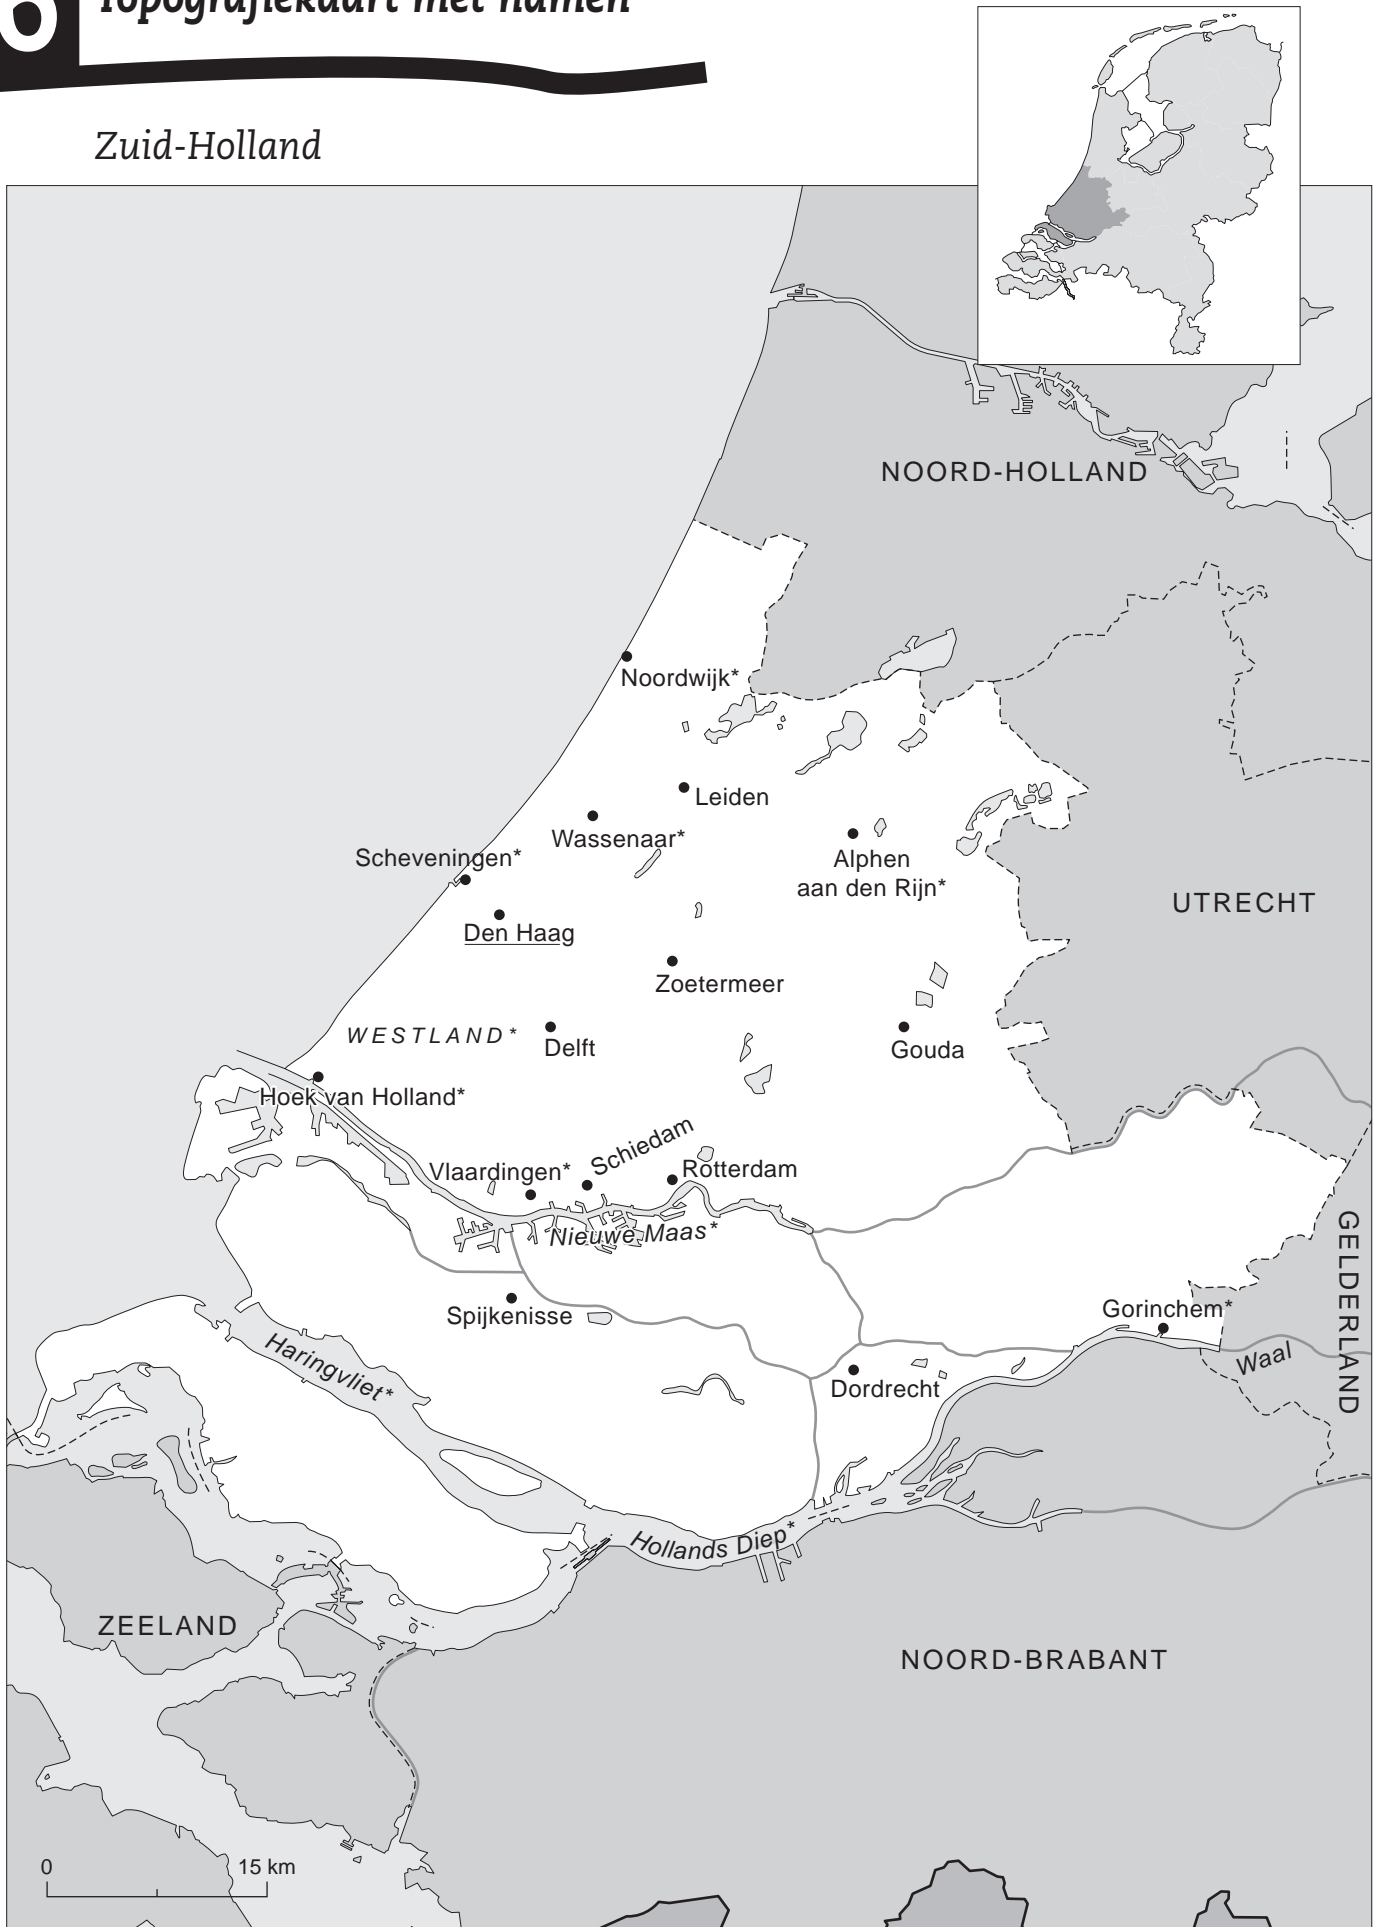 6
Topografiekaart met namen
Zuid-Holland
NOORD-HOLLAND
Noordwijk*
Leiden
Wassenaar*
Scheveningen*
Alphen
aan den Rijn*
UTRECHT
Den Haag
Zoetermeer
WESTLAND*
Delft
Gouda
Hoek van Holland*
Schiedam
Vlaardingen*
Rotterdam
Nieuwe Maas*
GELDERLAND
Spijkenisse
Gorinchem*
Haringvliet*
Waal
Dordrecht
Hollands Diep*
ZEELAND
NOORD-BRABANT
0
15 km